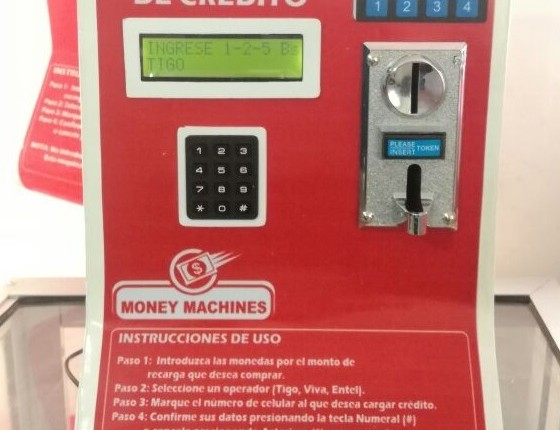 DE CRÉDITO
1 2 3 4
INGRESE 1-2-5 Bs
TIGO
PLEASE
INSERT
TOKEN
1 2 3
4 5 6
7 8 9
* 0 #
$
MONEY MACHINES
INSTRUCCIONES DE USO
Paso 1: Introduzca las monedas por el monto de
recarga que desea comprar.
Paso 2: Seleccione un operador (Tigo, Viva, Entel).
Paso 3: Marque el número de celular al que desea cargar crédito.
Paso 4: Confirme sus datos presionando la tecla Numeral (#)